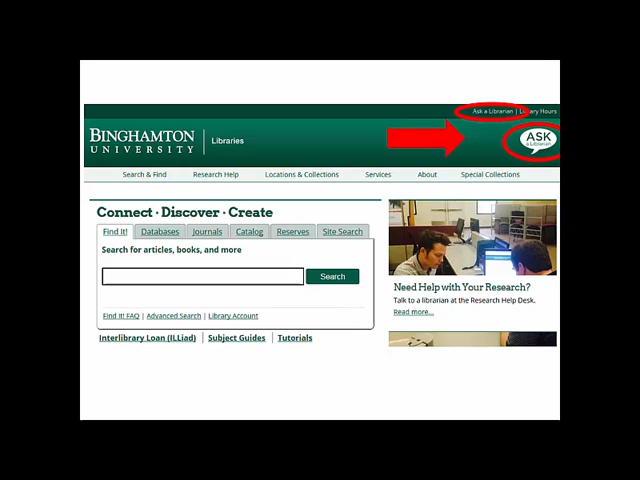 Ask a Librarian | Library Hours
BINGHAMTON
UNIVERSITY
Libraries
ASK
a Librarian
Search & Find
Research Help
Locations & Collections
Services
About
Special Collections
Connect · Discover · Create
Find It!
Databases
Journals
Catalog
Reserves
Site Search
Search for articles, books, and more
Search
Find It! FAQ | Advanced Search | Library Account
Interlibrary Loan (ILLiad) | Subject Guides | Tutorials
Need Help with Your Research?
Talk to a librarian at the Research Help Desk.
Read more...